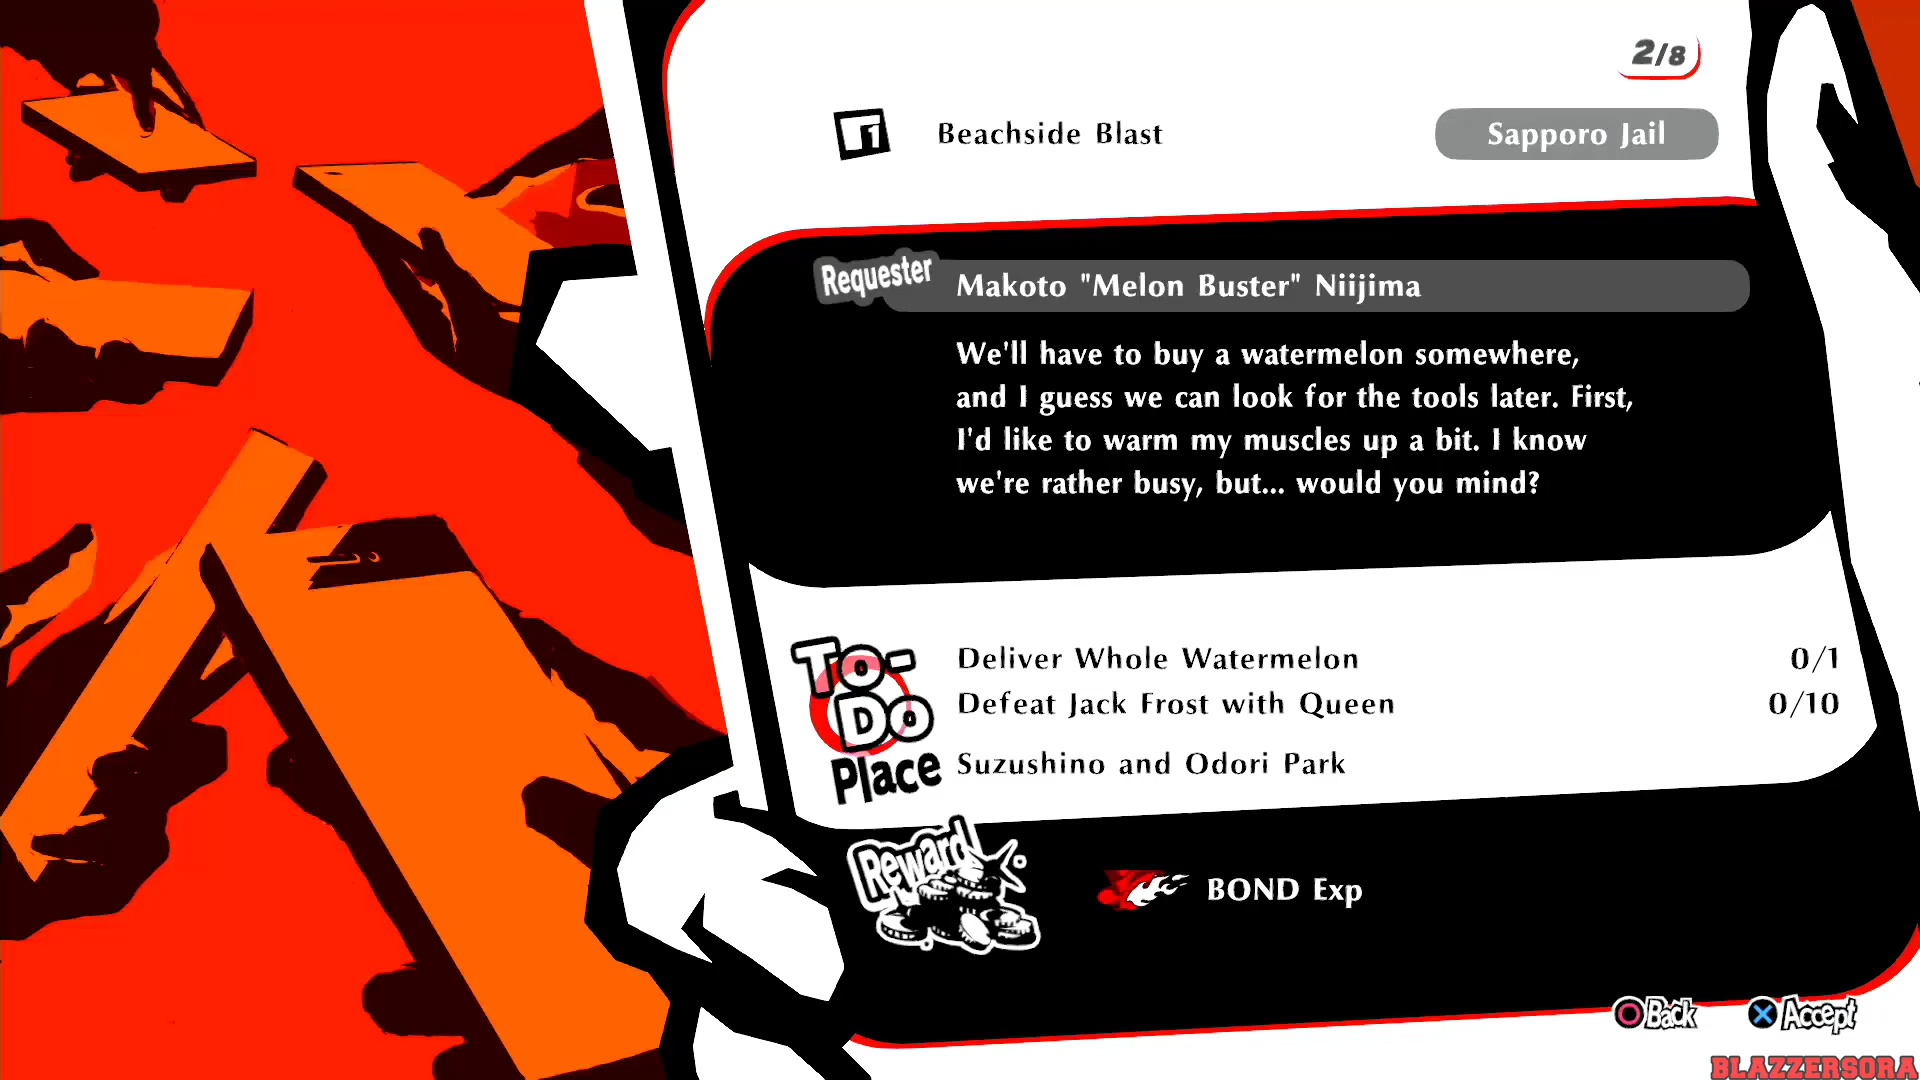 2/8
Beachside Blast
Sapporo Jail
Requester
Makoto "Melon Buster" Niijima
We'll have to buy a watermelon somewhere,
and I guess we can look for the tools later. First,
I'd like to warm my muscles up a bit. I know
we're rather busy, but... would you mind?
To-
Do
Deliver Whole Watermelon 0/1
Defeat Jack Frost with Queen 0/10
Place Suzushino and Odori Park
Reward
BOND Exp
Back
Accept
BLAZZERSORA